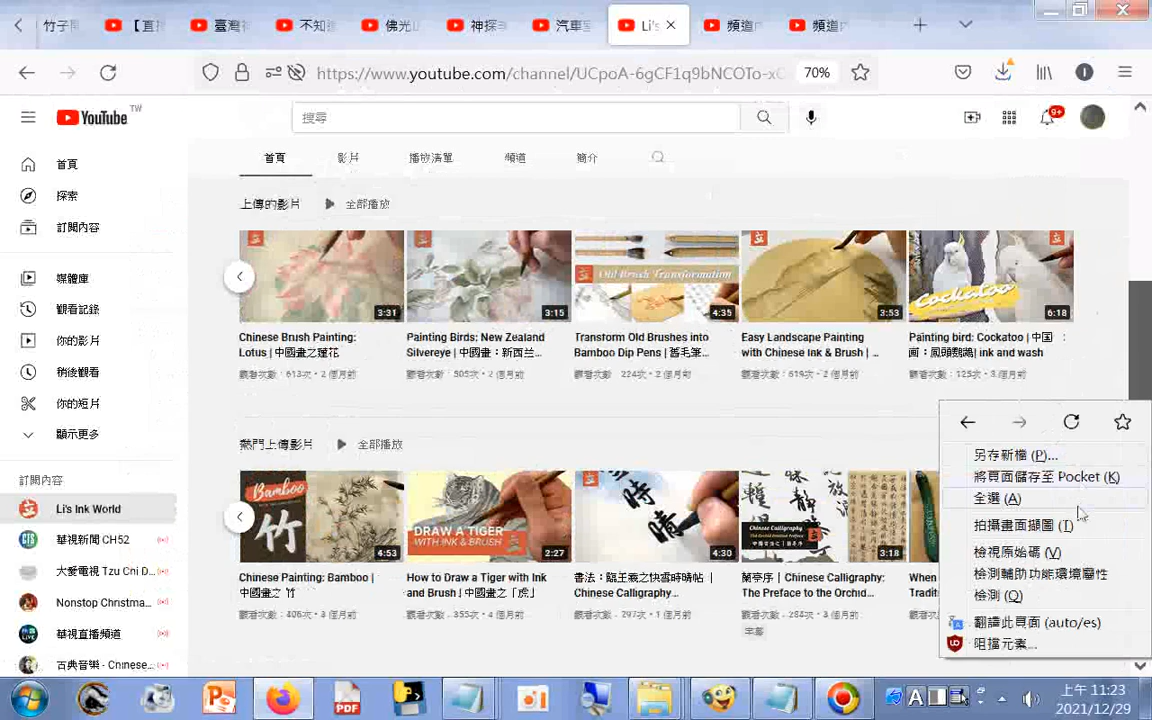 竹子
【直播
臺灣
不知道
佛光山
神探
汽車
Li's
頻道
頻道
https://www.youtube.com/channel/UCpoA-6gCF1q9bNCOTo-x
70%
YouTube TW
搜尋
9+
首頁
影片
播放清單
頻道
簡介
首頁
探索
訂閱內容
媒體庫
觀看記錄
你的影片
稍後觀看
你的短片
顯示更多
訂閱內容
Li's Ink World
華視新聞 CH52
大愛電視 Tzu Chi D...
Nonstop Christma...
華視直播頻道
古典音樂 - Chinese...
上傳的影片
全部播放
3:31
3:15
Old Brush Transformation
4:35
3:53
Cockatoo
6:18
Chinese Brush Painting:
Lotus | 中國畫之蓮花
觀看次數：613次 • 2 個月前
Painting Birds: New Zealand
Silvereye | 中國畫：新西兰...
觀看次數：505次 • 2 個月前
Transform Old Brushes into
Bamboo Dip Pens | 舊毛筆...
觀看次數：224次 • 2 個月前
Easy Landscape Painting
with Chinese Ink & Brush | ...
觀看次數：619次 • 2 個月前
Painting bird: Cockatoo | 中国
画：凤頭鸚鵡| ink and wash
觀看次數：125次 • 3 個月前
熱門上傳影片
全部播放
Bamboo
竹
4:53
DRAW A TIGER
WITH INK & BRUSH
2:27
時
晴
4:30
Chinese Calligraphy
3:18
Chinese Painting: Bamboo |
中國畫之 竹
觀看次數：406次 • 3 個月前
How to Draw a Tiger with Ink
and Brush | 中國畫之「虎」
觀看次數：355次 • 1 個月前
書法：臨王羲之快雪時晴帖 |
Chinese Calligraphy...
觀看次數：297次 • 1 個月前
蘭亭序 | Chinese Calligraphy:
The Preface to the Orchid...
觀看次數：284次 • 3 個月前
字幕
When
Traditi
觀看
另存新檔 (P)...
將頁面儲存至 Pocket (K)
全選 (A)
拍攝畫面擷圖 (T)
檢視原始碼 (V)
檢測輔助功能環境屬性
檢測 (Q)
翻譯此頁面 (auto/es)
阻擋元素...
PDF
上午 11:23
2021/12/29